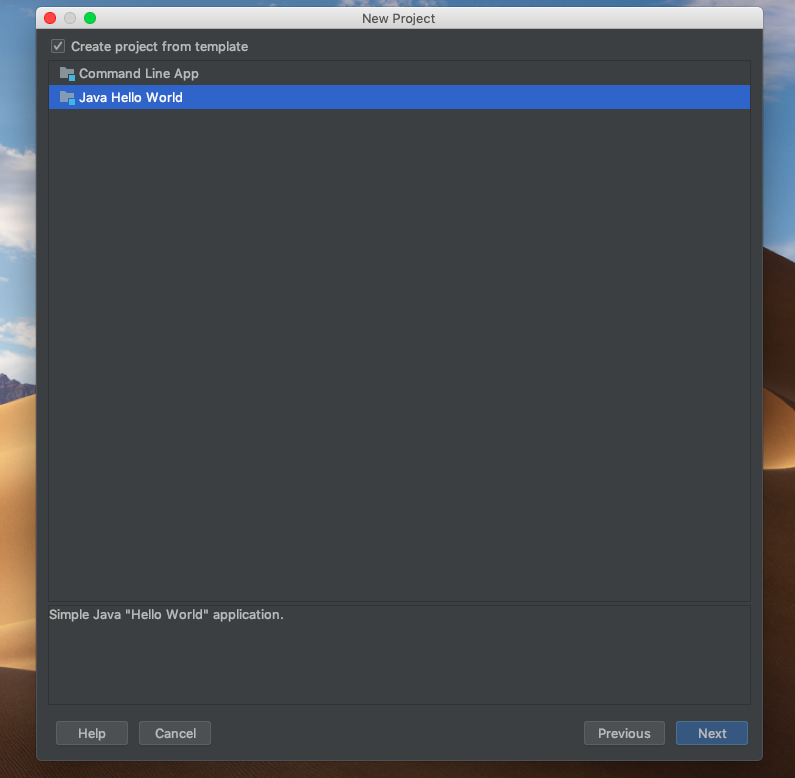 New Project
Create project from template
Command Line App
Java Hello World
Simple Java "Hello World" application.
Help Cancel Previous Next